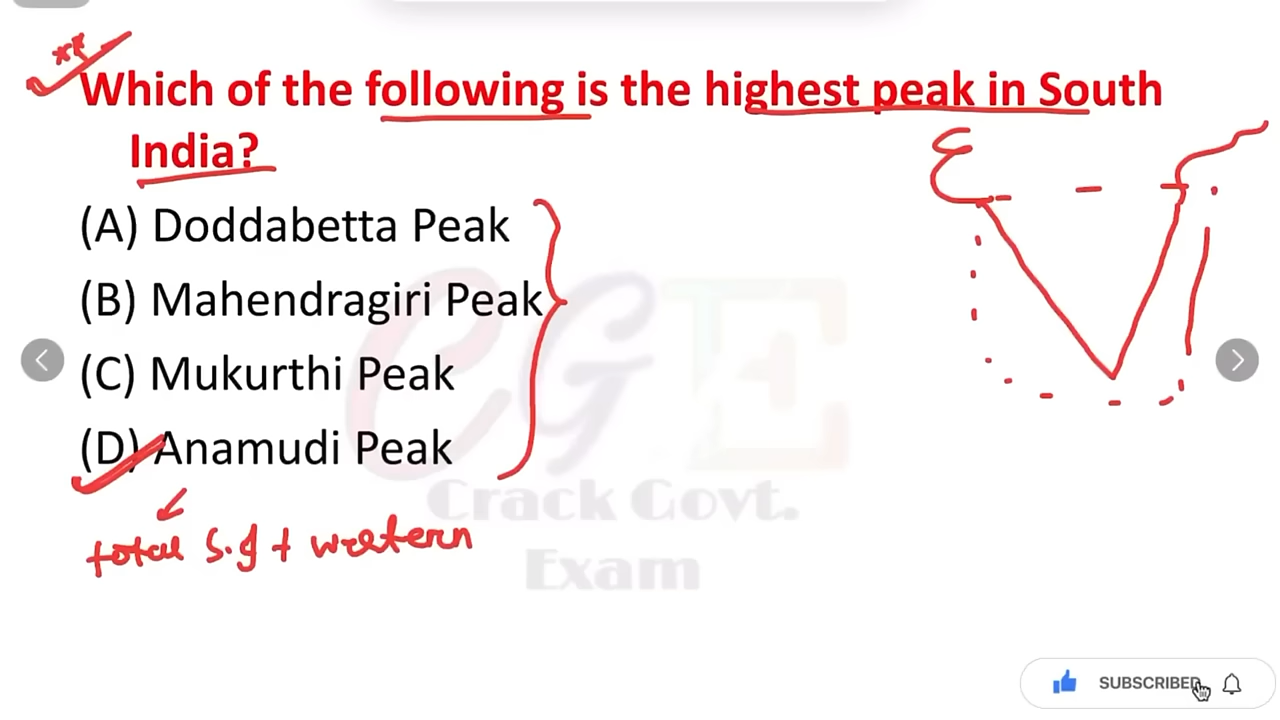 **
Which of the following is the highest peak in South
India?
(A) Doddabetta Peak
(B) Mahendragiri Peak
(C) Mukurthi Peak
(D) Anamudi Peak
total S.I + western
CGE
Crack Govt.
Exam
SUBSCRIBED